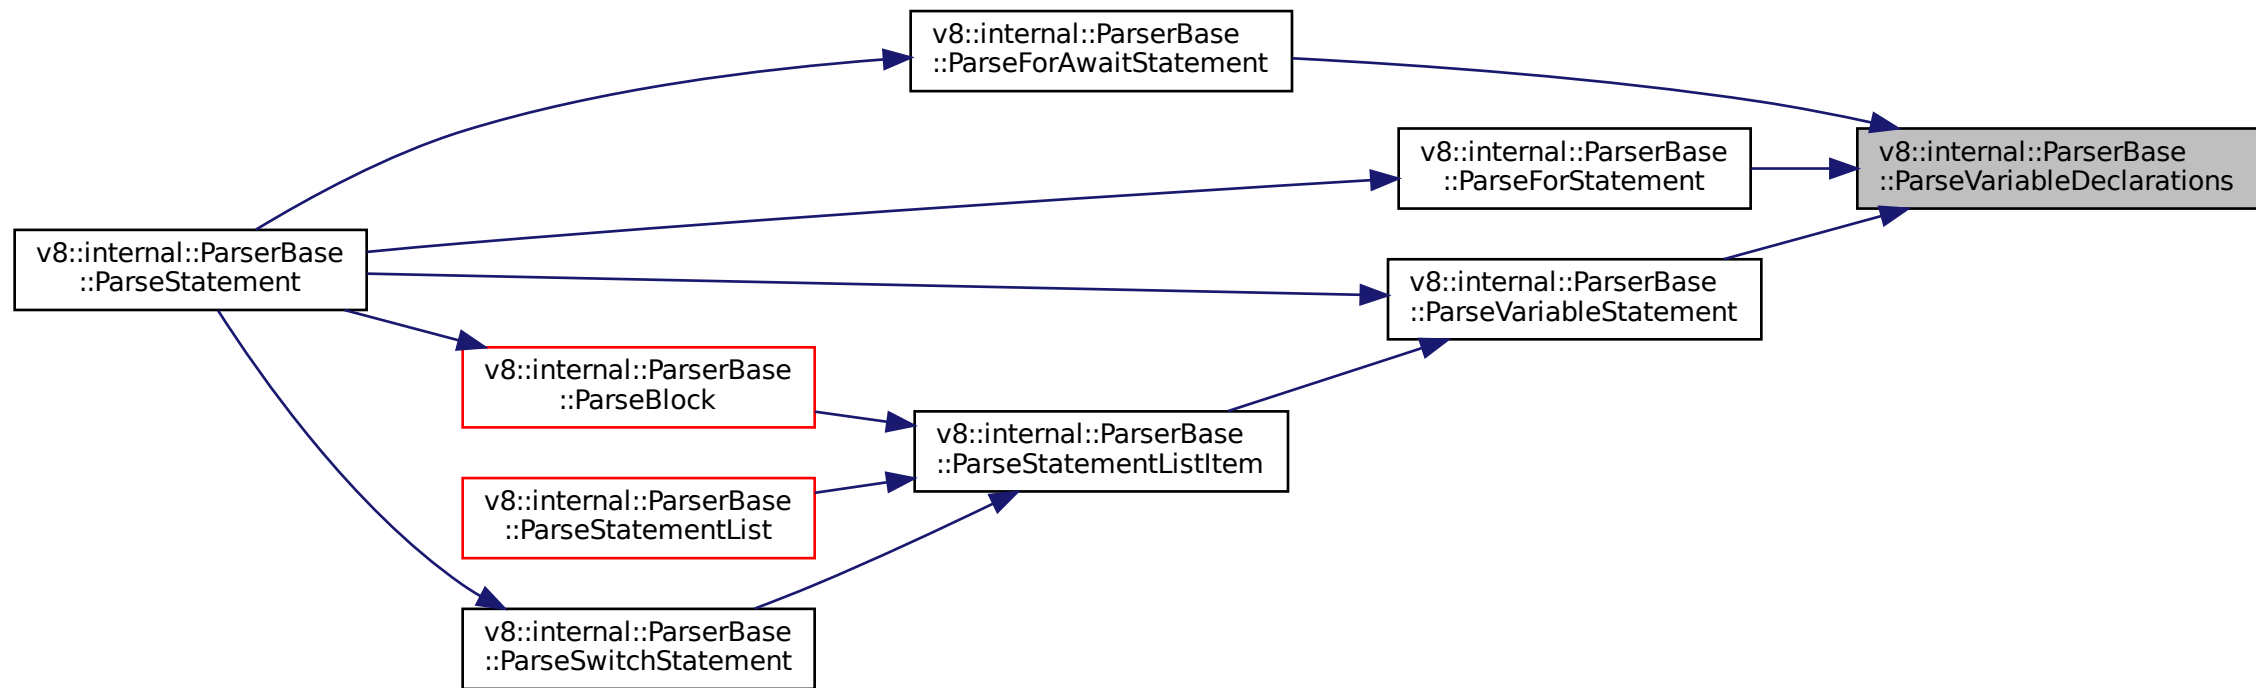 v8::internal::ParserBase
::ParseForAwaitStatement
v8::internal::ParserBase
::ParseForStatement
v8::internal::ParserBase
::ParseVariableDeclarations
v8::internal::ParserBase
::ParseStatement
v8::internal::ParserBase
::ParseVariableStatement
v8::internal::ParserBase
::ParseBlock
v8::internal::ParserBase
::ParseStatementListItem
v8::internal::ParserBase
::ParseStatementList
v8::internal::ParserBase
::ParseSwitchStatement